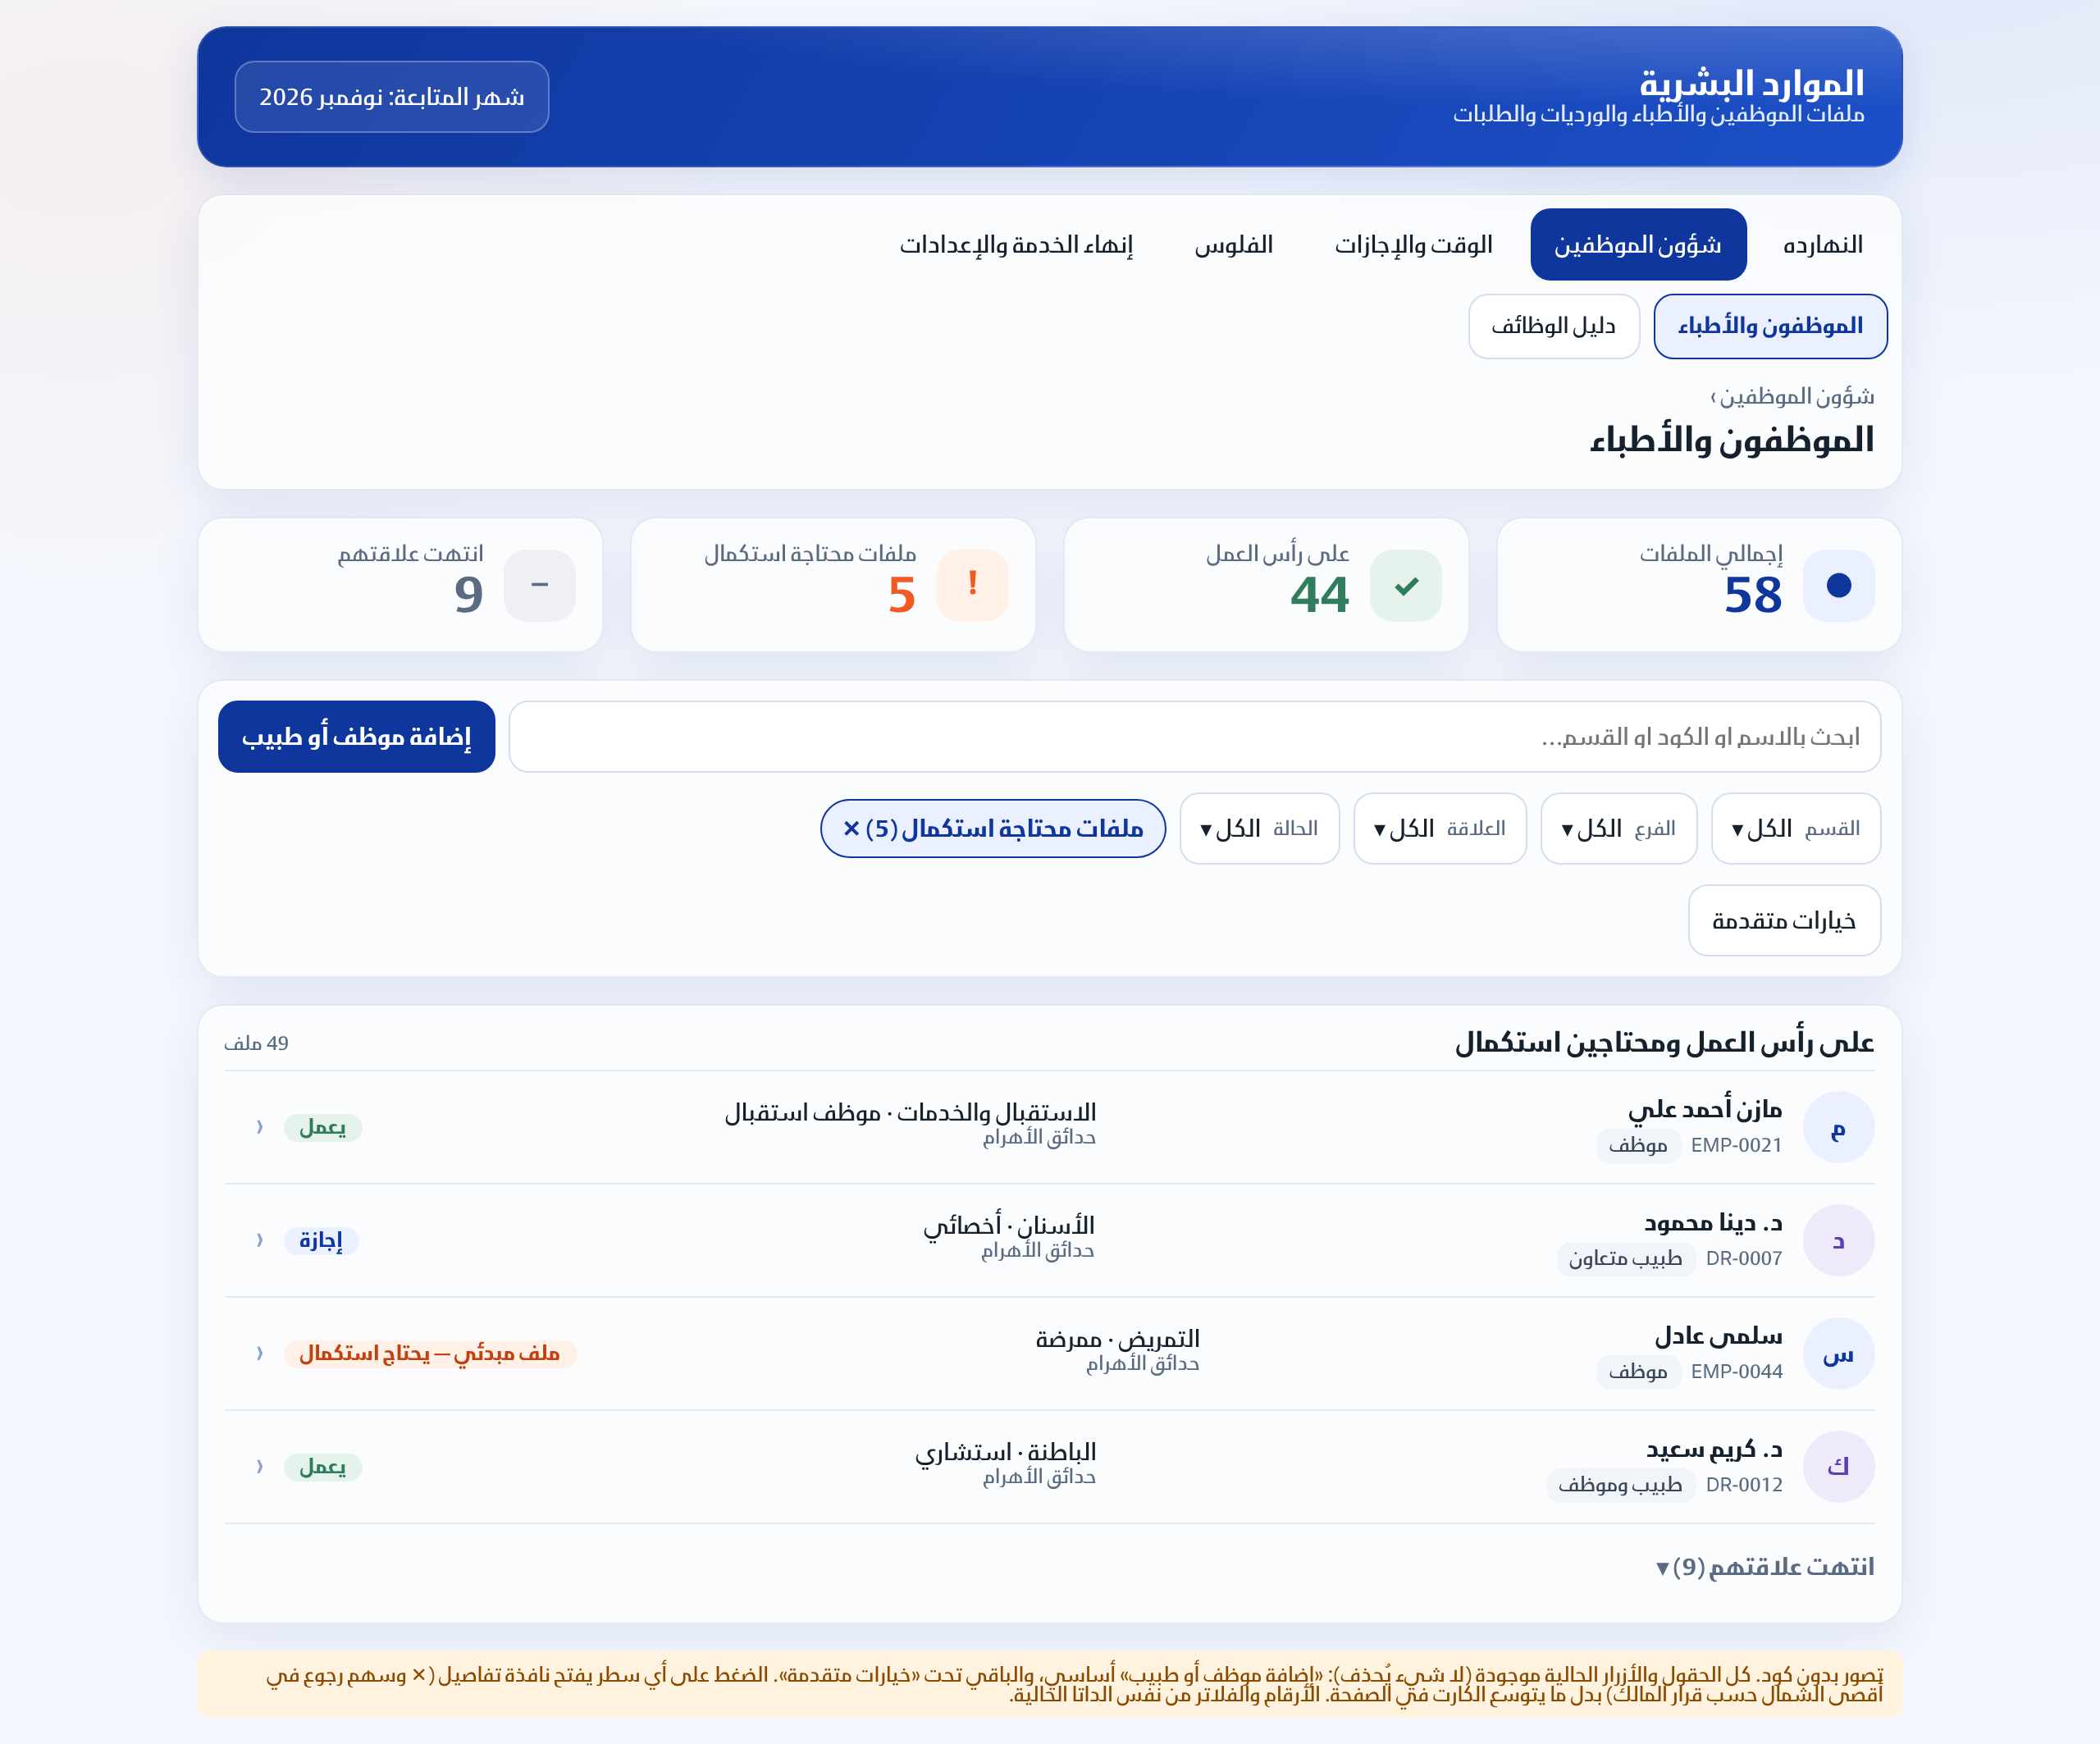 الموارد البشرية
ملفات الموظفين والأطباء والورديات والطلبات
شهر المتابعة: نوفمبر 2026
النهارده
شؤون الموظفين
الوقت والإجازات
الفلوس
إنهاء الخدمة والإعدادات
الموظفون والأطباء
دليل الوظائف
شؤون الموظفين ›
الموظفون والأطباء
إجمالي الملفات
58
✓
على رأس العمل
44
!
ملفات محتاجة استكمال
5
–
انتهت علاقتهم
9
ابحث بالاسم او الكود او القسم...
إضافة موظف أو طبيب
القسم الكل ▾
الفرع الكل ▾
العلاقة الكل ▾
الحالة الكل ▾
ملفات محتاجة استكمال (5) ✕
خيارات متقدمة
على رأس العمل ومحتاجين استكمال
49 ملف
م
مازن أحمد علي
EMP-0021 موظف
الاستقبال والخدمات · موظف استقبال
حدائق الأهرام
يعمل
›
د
د. دينا محمود
DR-0007 طبيب متعاون
الأسنان · أخصائي
حدائق الأهرام
إجازة
›
س
سلمى عادل
EMP-0044 موظف
التمريض · ممرضة
حدائق الأهرام
ملف مبدئي — يحتاج استكمال
›
ك
د. كريم سعيد
DR-0012 طبيب وموظف
الباطنة · استشاري
حدائق الأهرام
يعمل
›
انتهت علاقتهم (9) ▾
تصور بدون كود. كل الحقول والأزرار الحالية موجودة (لا شيء يُحذف): «إضافة موظف أو طبيب» أساسي، والباقي تحت «خيارات متقدمة». الضغط على أي سطر يفتح نافذة تفاصيل (✕ وسهم رجوع في
أقصى الشمال حسب قرار المالك) بدل ما يتوسع الكارت في الصفحة. الأرقام والفلاتر من نفس الداتا الحالية.